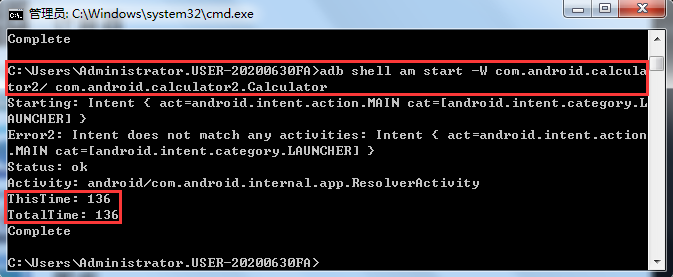 管理员: C:\Windows\system32\cmd.exe
Complete
C:\Users\Administrator.USER-20200630FA>adb shell am start -W com.android.calcula
tor2/ com.android.calculator2.Calculator
Starting: Intent { act=android.intent.action.MAIN cat=[android.intent.category.L
AUNCHER] }
Error2: Intent does not match any activities: Intent { act=android.intent.action
.MAIN cat=[android.intent.category.LAUNCHER] }
Status: ok
Activity: android/com.android.internal.app.ResolverActivity
ThisTime: 136
TotalTime: 136
Complete
C:\Users\Administrator.USER-20200630FA>